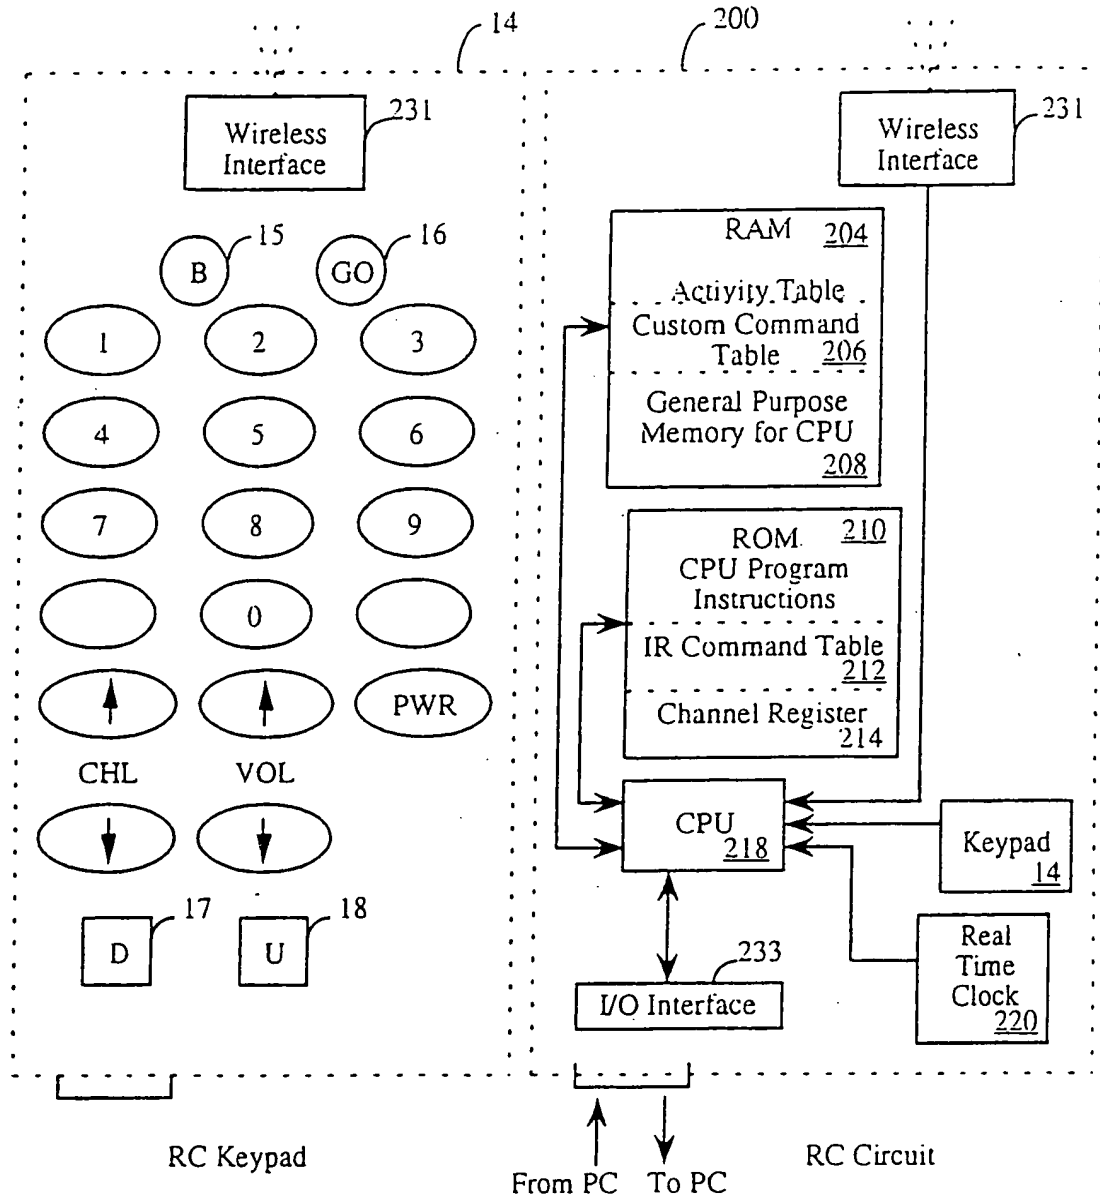 14
200
231
Wireless
Interface
15
16
B
GO
1
2
3
4
5
6
7
8
9
0
PWR
CHL
VOL
17
18
D
U
RC Keypad
231
Wireless
Interface
RAM 204
Activity Table
Custom Command
Table 206
General Purpose
Memory for CPU
208
ROM 210
CPU Program
Instructions
IR Command Table
212
Channel Register
214
CPU
218
Keypad
14
Real
Time
Clock
220
233
I/O Interface
From PC
To PC
RC Circuit